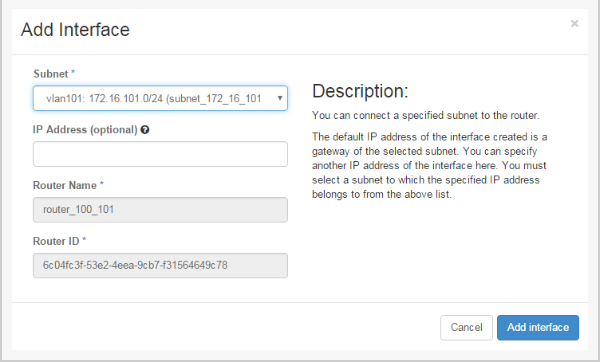 Add Interface
×
Subnet *
vlan101: 172.16.101.0/24 (subnet_172_16_101
IP Address (optional)
Router Name *
router_100_101
Router ID *
6c04fc3f-53e2-4eea-9cb7-f31564649c78
Description:
You can connect a specified subnet to the router.
The default IP address of the interface created is a
gateway of the selected subnet. You can specify
another IP address of the interface here. You must
select a subnet to which the specified IP address
belongs to from the above list.
Cancel
Add interface